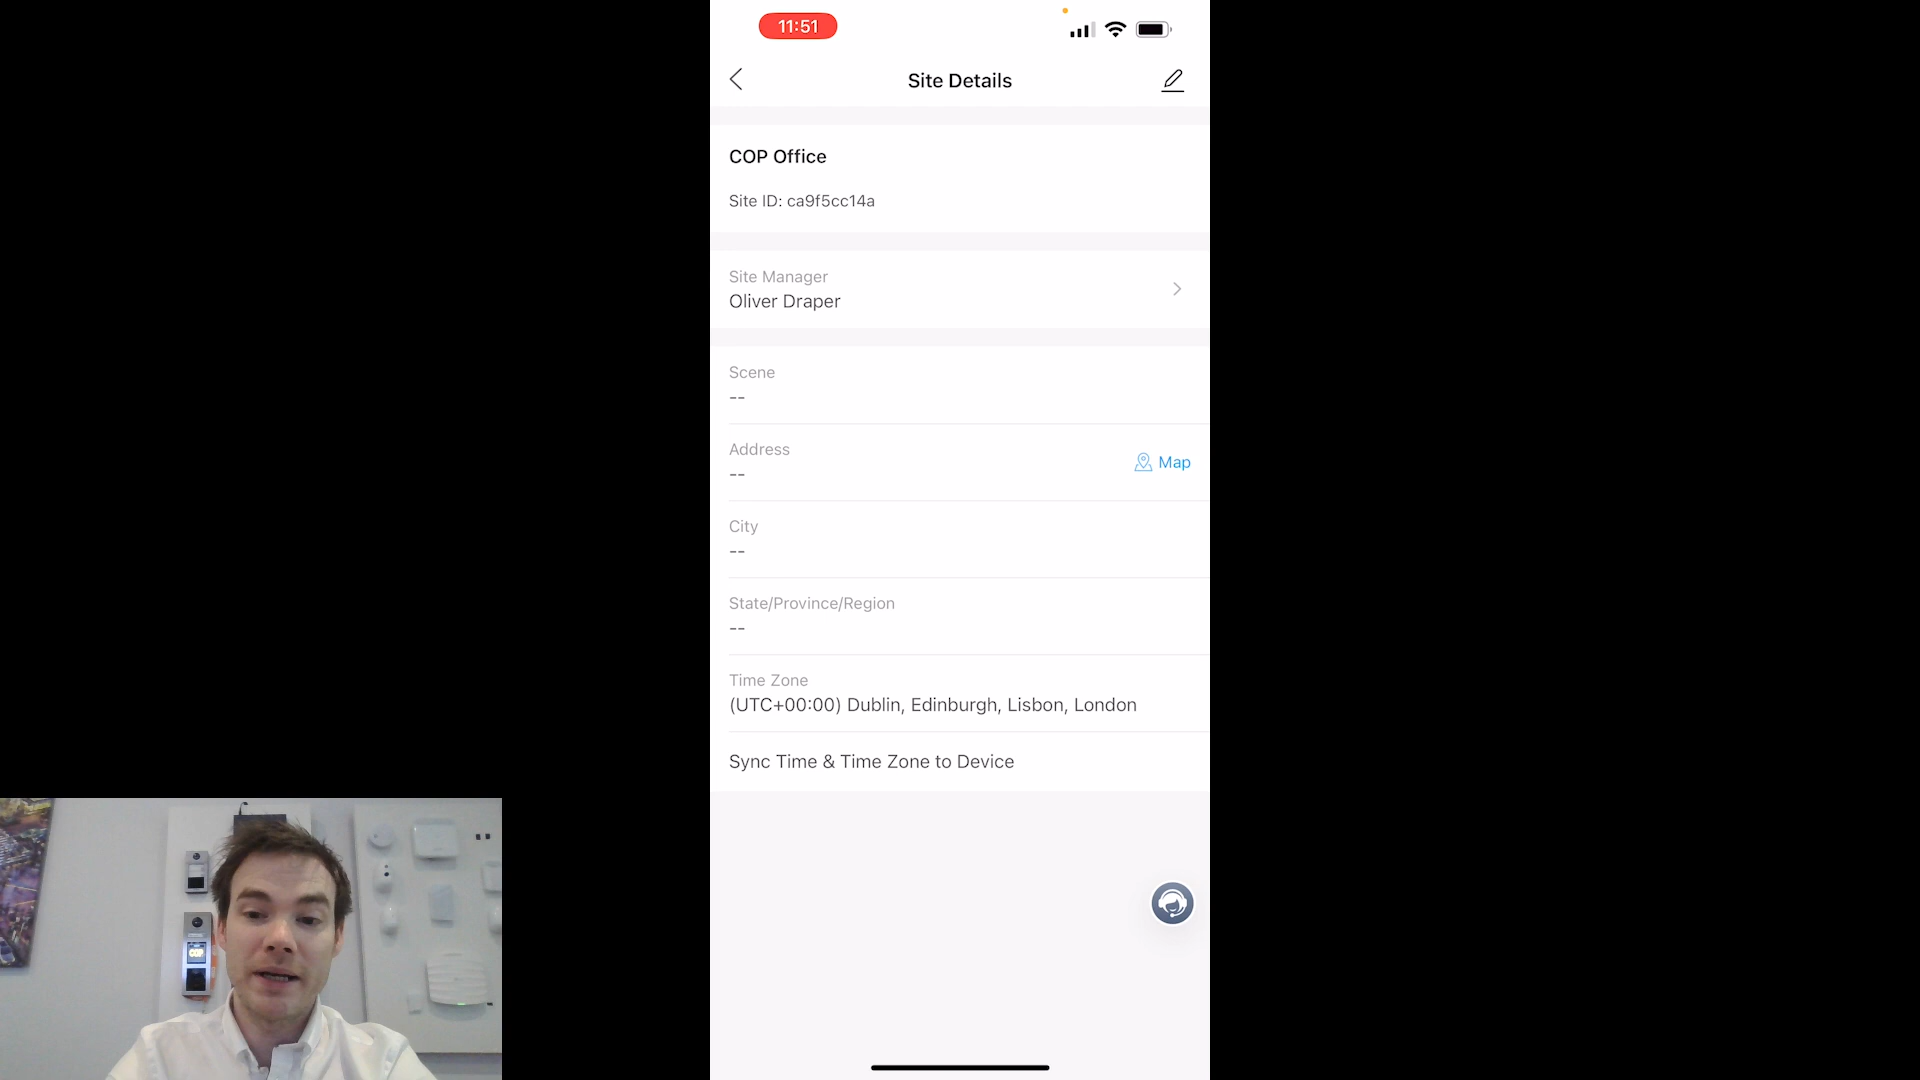 11:51
Site Details
COP Office
Site ID: ca9f5cc14a
Site Manager
Oliver Draper
Scene
--
Address
--
Map
City
--
State/Province/Region
--
Time Zone
(UTC+00:00) Dublin, Edinburgh, Lisbon, London
Sync Time & Time Zone to Device